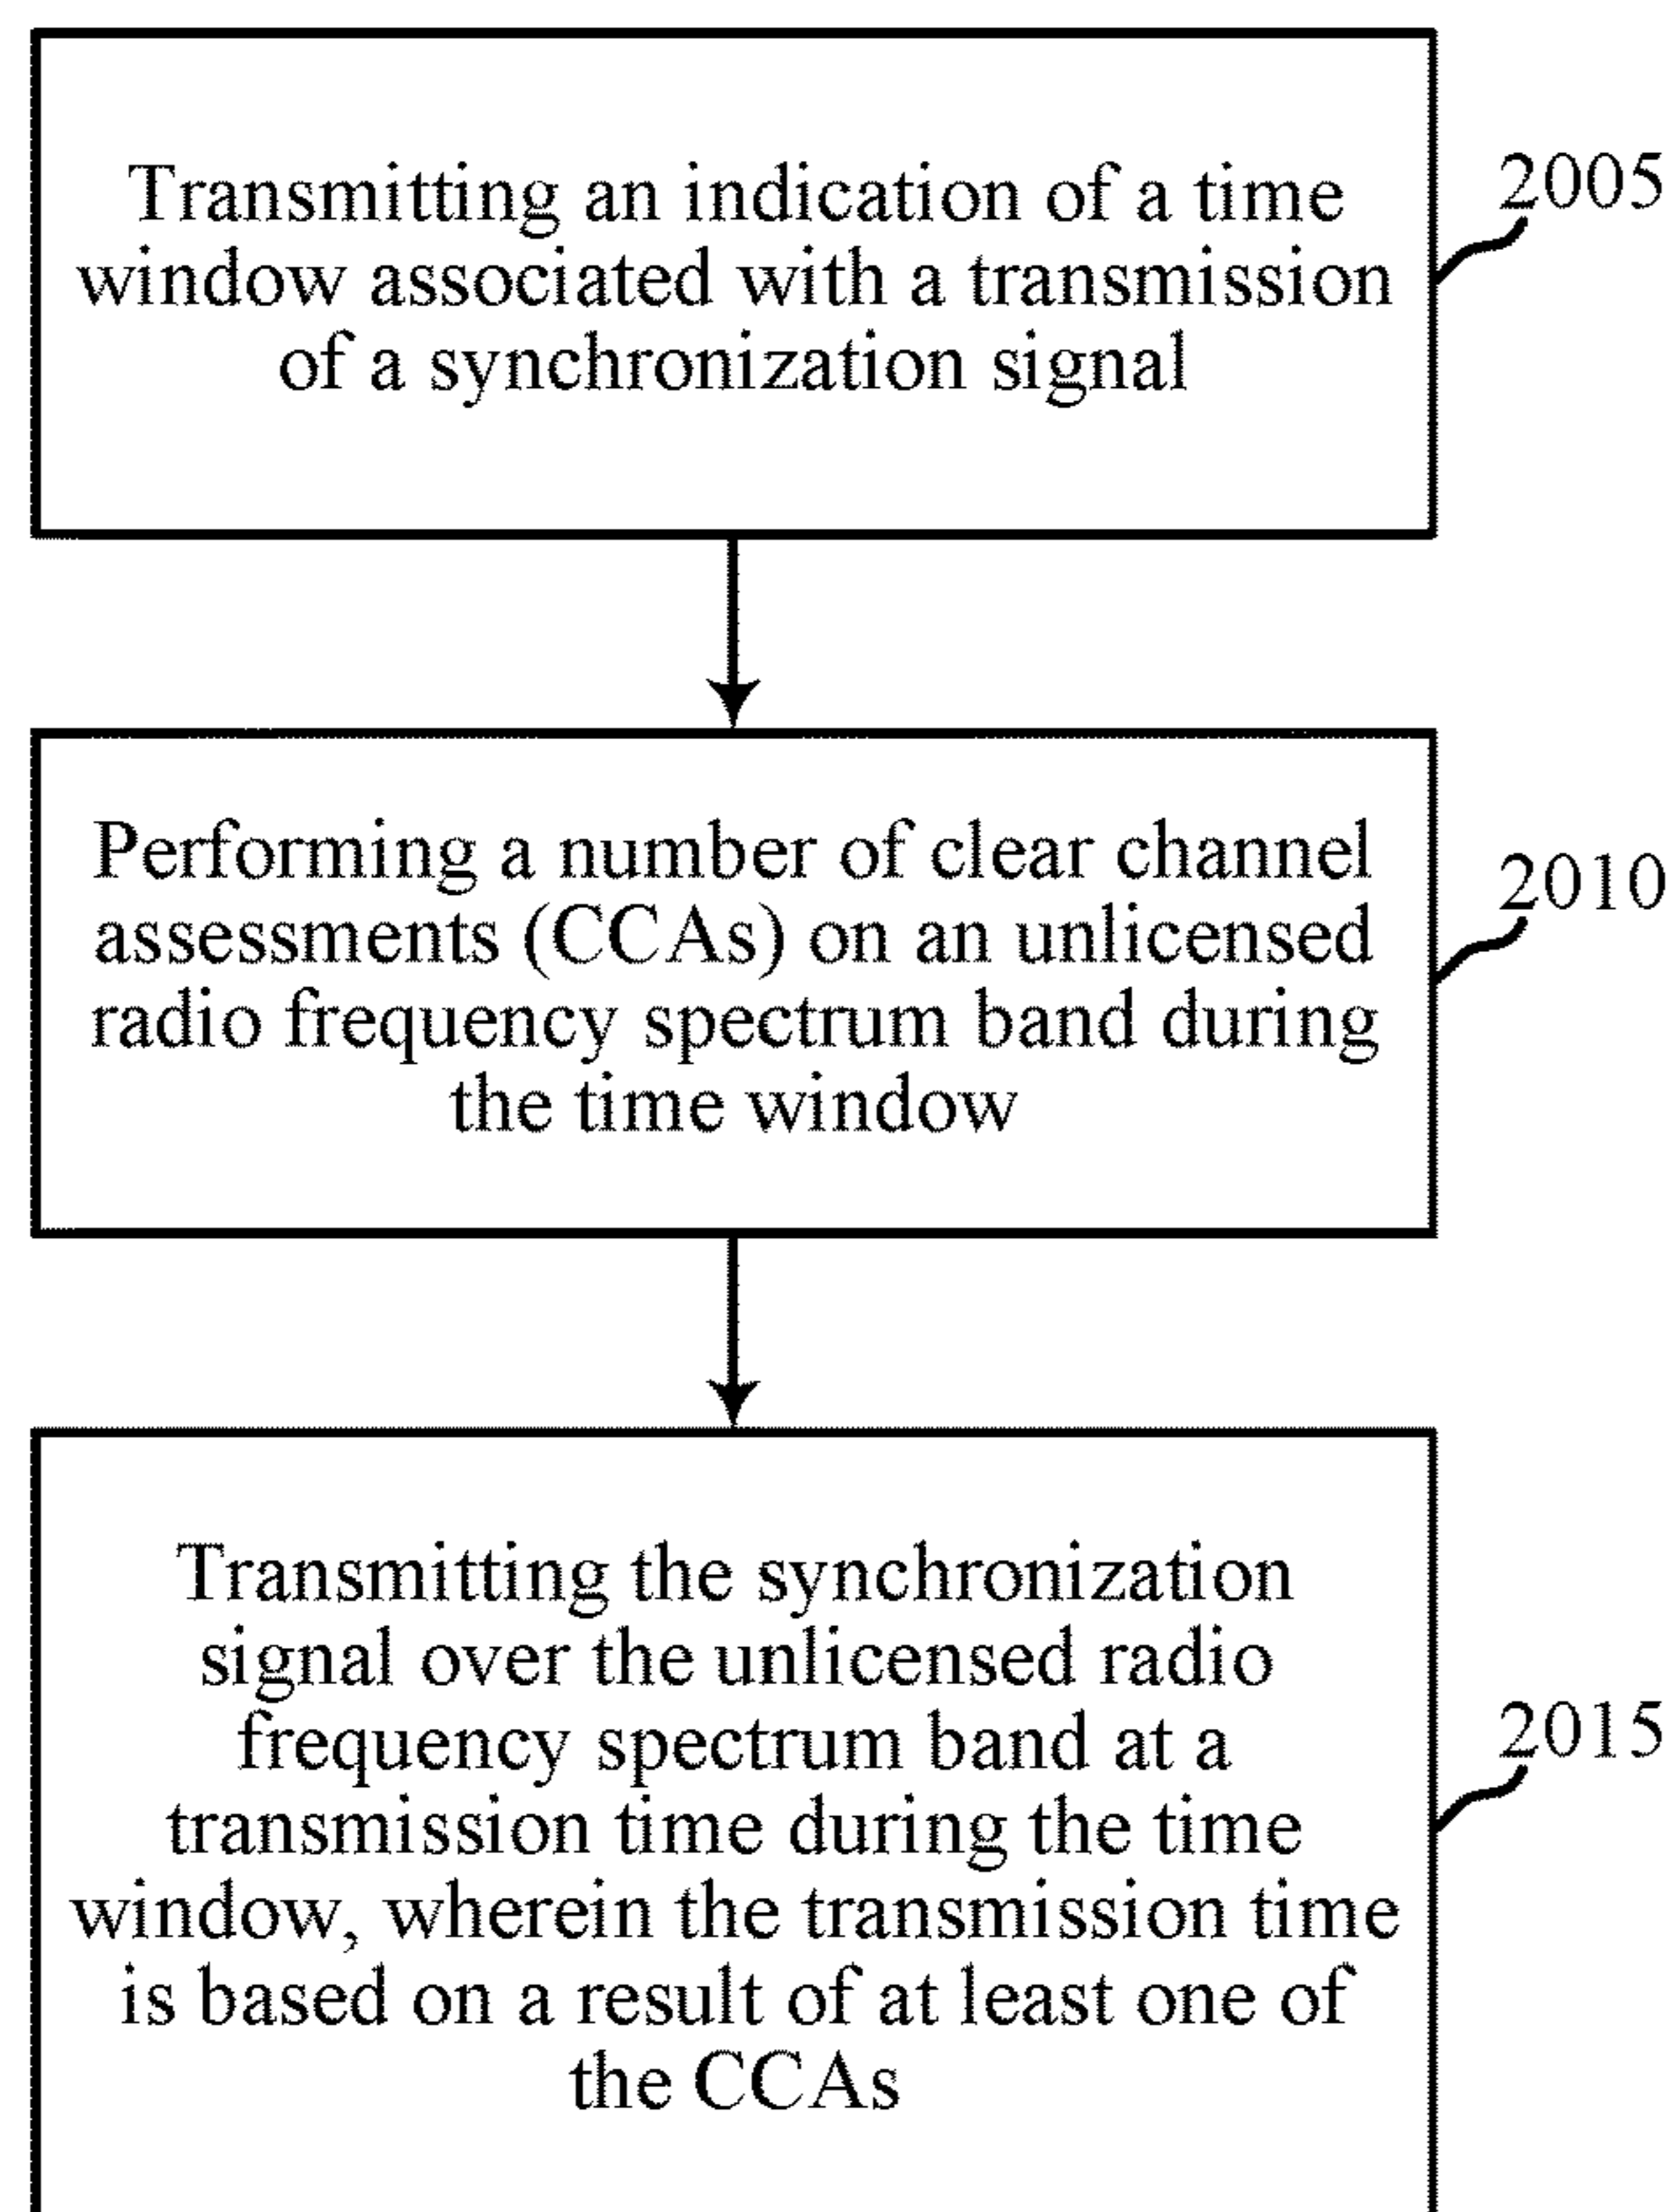 Transmitting an indication of a time
window associated with a transmission
of a synchronization signal
2005
Performing a number of clear channel
assessments (CCAs) on an unlicensed
radio frequency spectrum band during
the time window
2010
Transmitting the synchronization
signal over the unlicensed radio
frequency spectrum band at a
transmission time during the time
window, wherein the transmission time
is based on a result of at least one of
the CCAs
2015